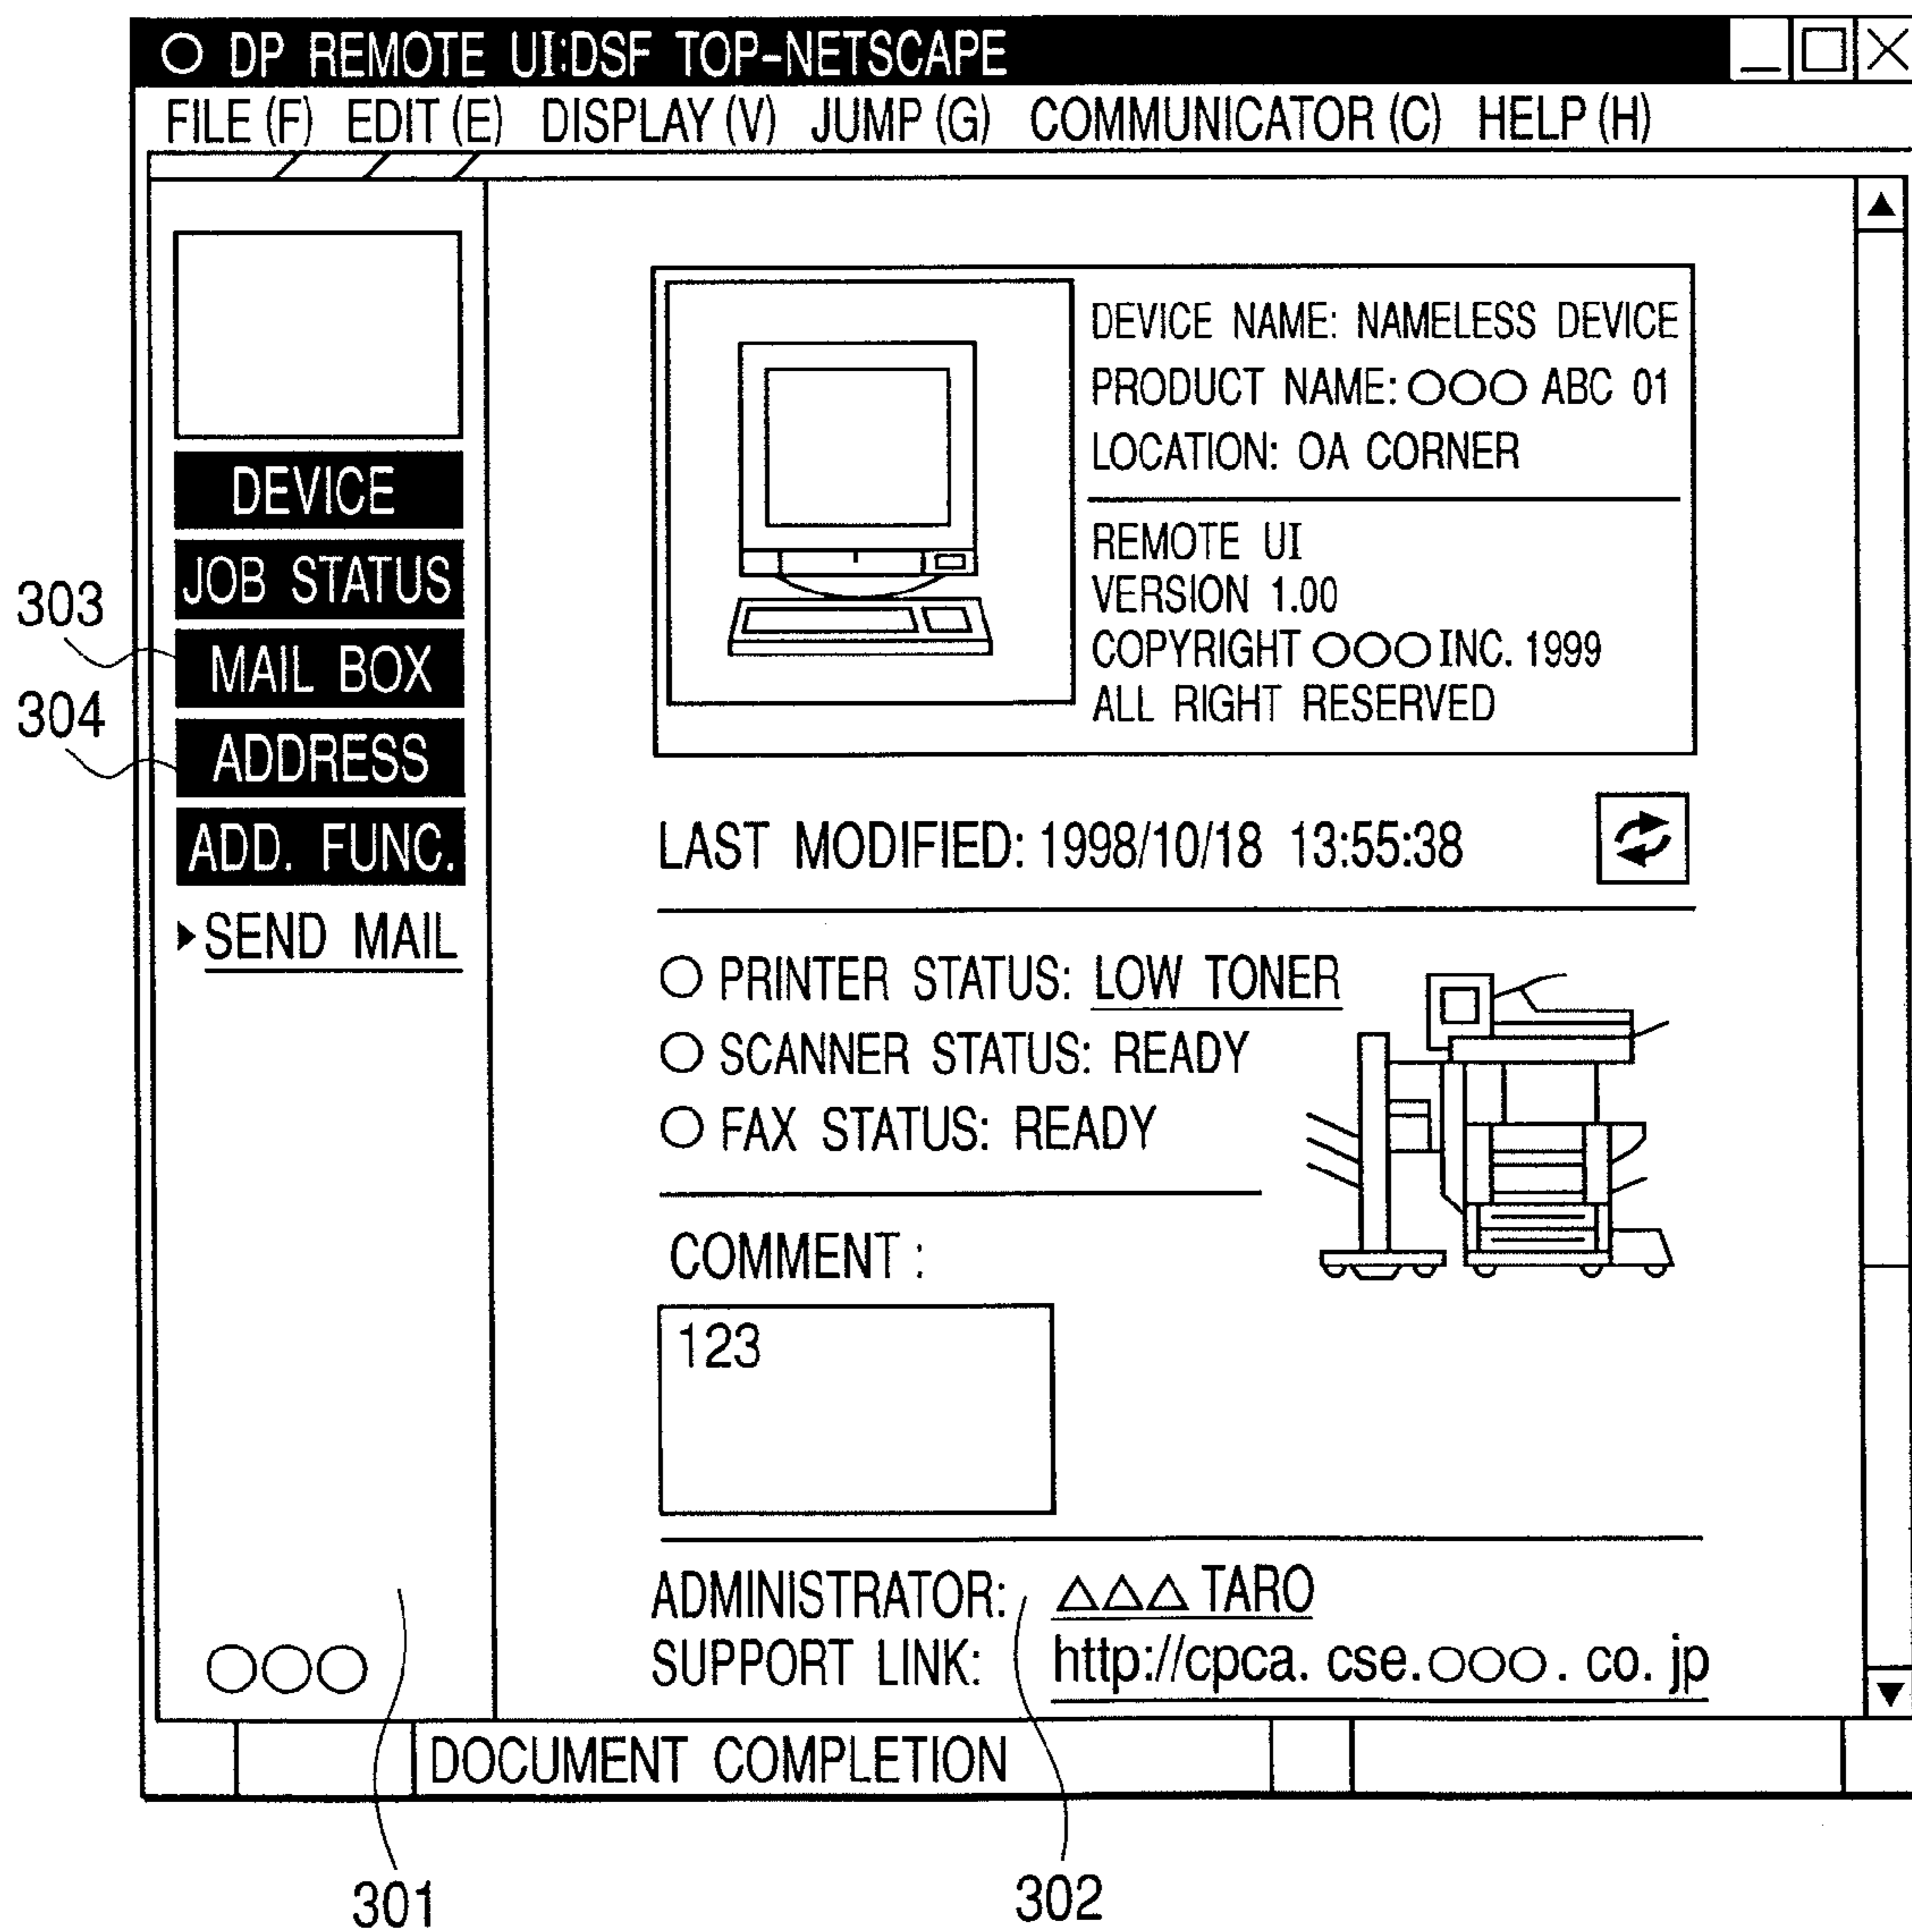 ○ DP REMOTE UI:DSF TOP-NETSCAPE
FILE (F) EDIT (E) DISPLAY (V) JUMP (G) COMMUNICATOR (C) HELP (H)
DEVICE
JOB STATUS
303
MAIL BOX
304
ADDRESS
ADD. FUNC.
SEND MAIL
○○○
DEVICE NAME: NAMELESS DEVICE
PRODUCT NAME: ○○○ ABC 01
LOCATION: OA CORNER
REMOTE UI
VERSION 1.00
COPYRIGHT ○○○ INC. 1999
ALL RIGHT RESERVED
LAST MODIFIED: 1998/10/18 13:55:38
○ PRINTER STATUS: LOW TONER
○ SCANNER STATUS: READY
○ FAX STATUS: READY
COMMENT :
123
ADMINISTRATOR: △△△ TARO
SUPPORT LINK: http://cpca. cse.○○○. co. jp
DOCUMENT COMPLETION
301
302